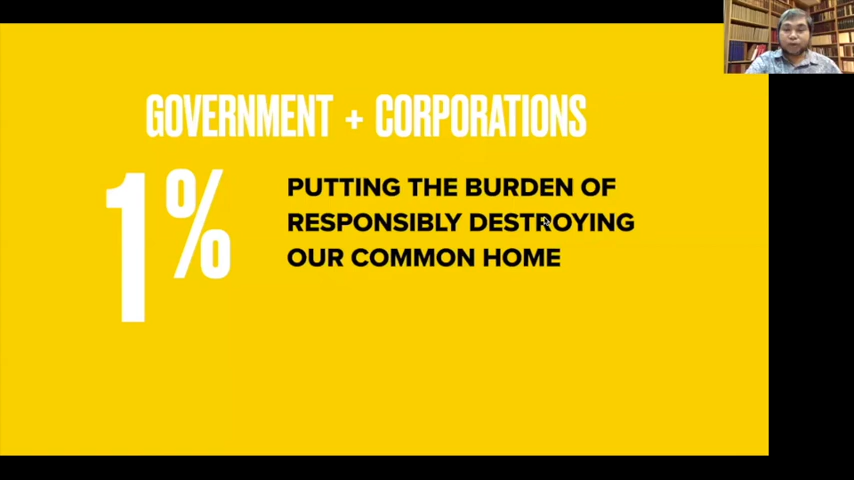 GOVERNMENT + CORPORATIONS
1%
PUTTING THE BURDEN OF
RESPONSIBLY DESTROYING
OUR COMMON HOME